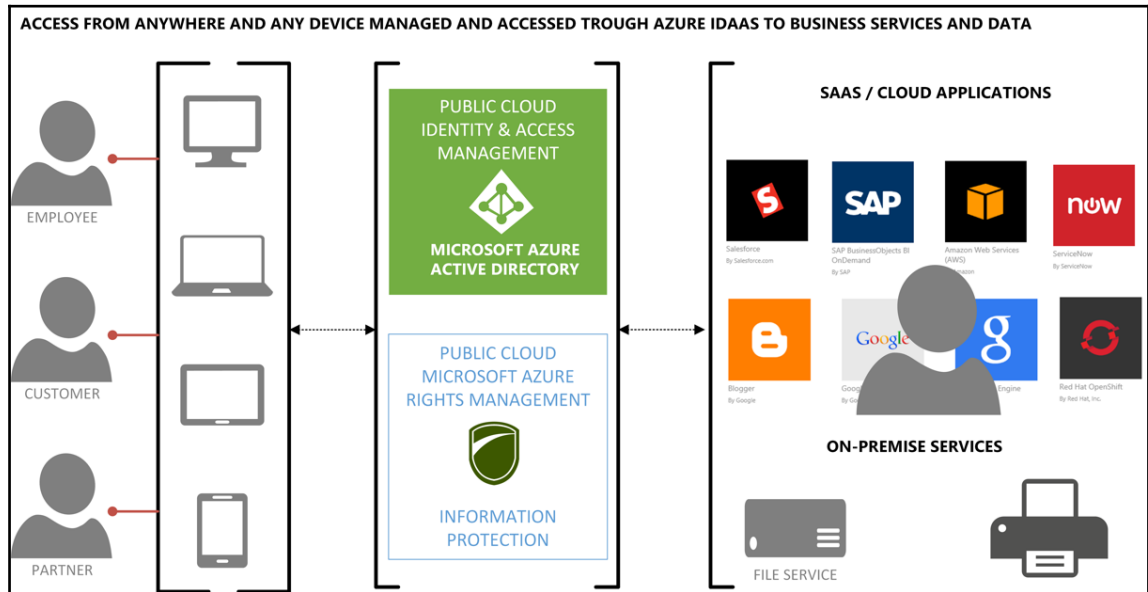 ACCESS FROM ANYWHERE AND ANY DEVICE MANAGED AND ACCESSED TROUGH AZURE IDAAS TO BUSINESS SERVICES AND DATA
EMPLOYEE
CUSTOMER
PARTNER
PUBLIC CLOUD
IDENTITY & ACCESS
MANAGEMENT
MICROSOFT AZURE
ACTIVE DIRECTORY
PUBLIC CLOUD
MICROSOFT AZURE
RIGHTS MANAGEMENT
INFORMATION
PROTECTION
SAAS / CLOUD APPLICATIONS
S
SAP
now
Salesforce
By Salesforce.com
SAP BusinessObjects BI
OnDemand
By SAP
Amazon Web Services
(AWS)
ServiceNow
By ServiceNow
Google
g
Blogger
By Google
Engine
Red Hat OpenShift
By Red Hat, Inc.
ON-PREMISE SERVICES
FILE SERVICE